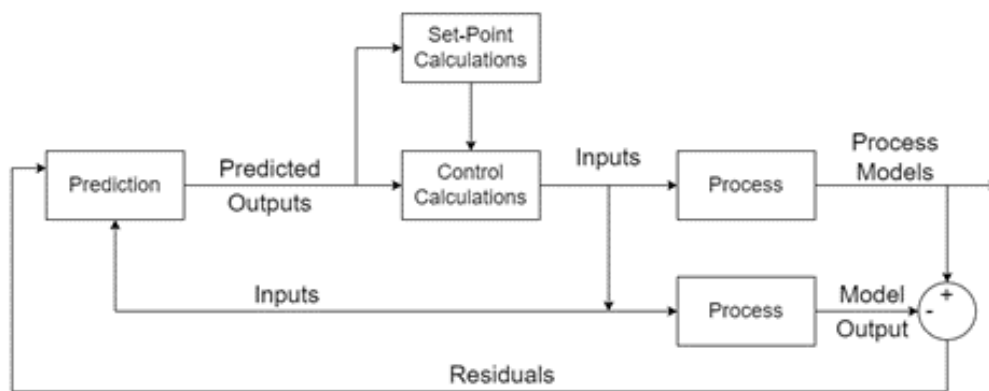 Set-Point
Calculations
Prediction
Predicted
Outputs
Control
Calculations
Inputs
Process
Process
Models
Inputs
Process
Model
Output
+
-
Residuals